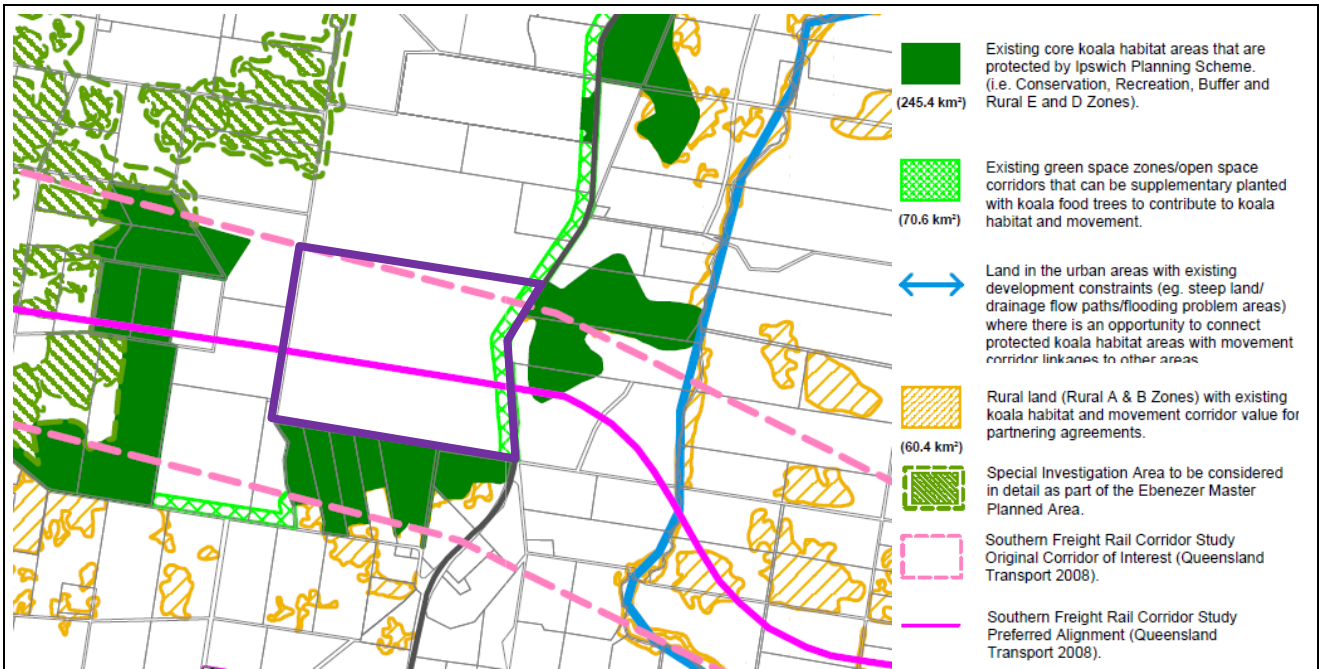 Existing core koala habitat areas that are
protected by Ipswich Planning Scheme.
(i.e. Conservation, Recreation, Buffer and
Rural E and D Zones).
(245.4 km²)
Existing green space zones/open space
corridors that can be supplementary planted
with koala food trees to contribute to koala
habitat and movement.
(70.6 km²)
Land in the urban areas with existing
development constraints (eg. steep land/
drainage flow paths/flooding problem areas)
where there is an opportunity to connect
protected koala habitat areas with movement
corridor linkages to other areas
Rural land (Rural A & B Zones) with existing
koala habitat and movement corridor value for
partnering agreements.
(60.4 km²)
Special Investigation Area to be considered
in detail as part of the Ebenezer Master
Planned Area.
Southern Freight Rail Corridor Study
Original Corridor of Interest (Queensland
Transport 2008).
Southern Freight Rail Corridor Study
Preferred Alignment (Queensland
Transport 2008).